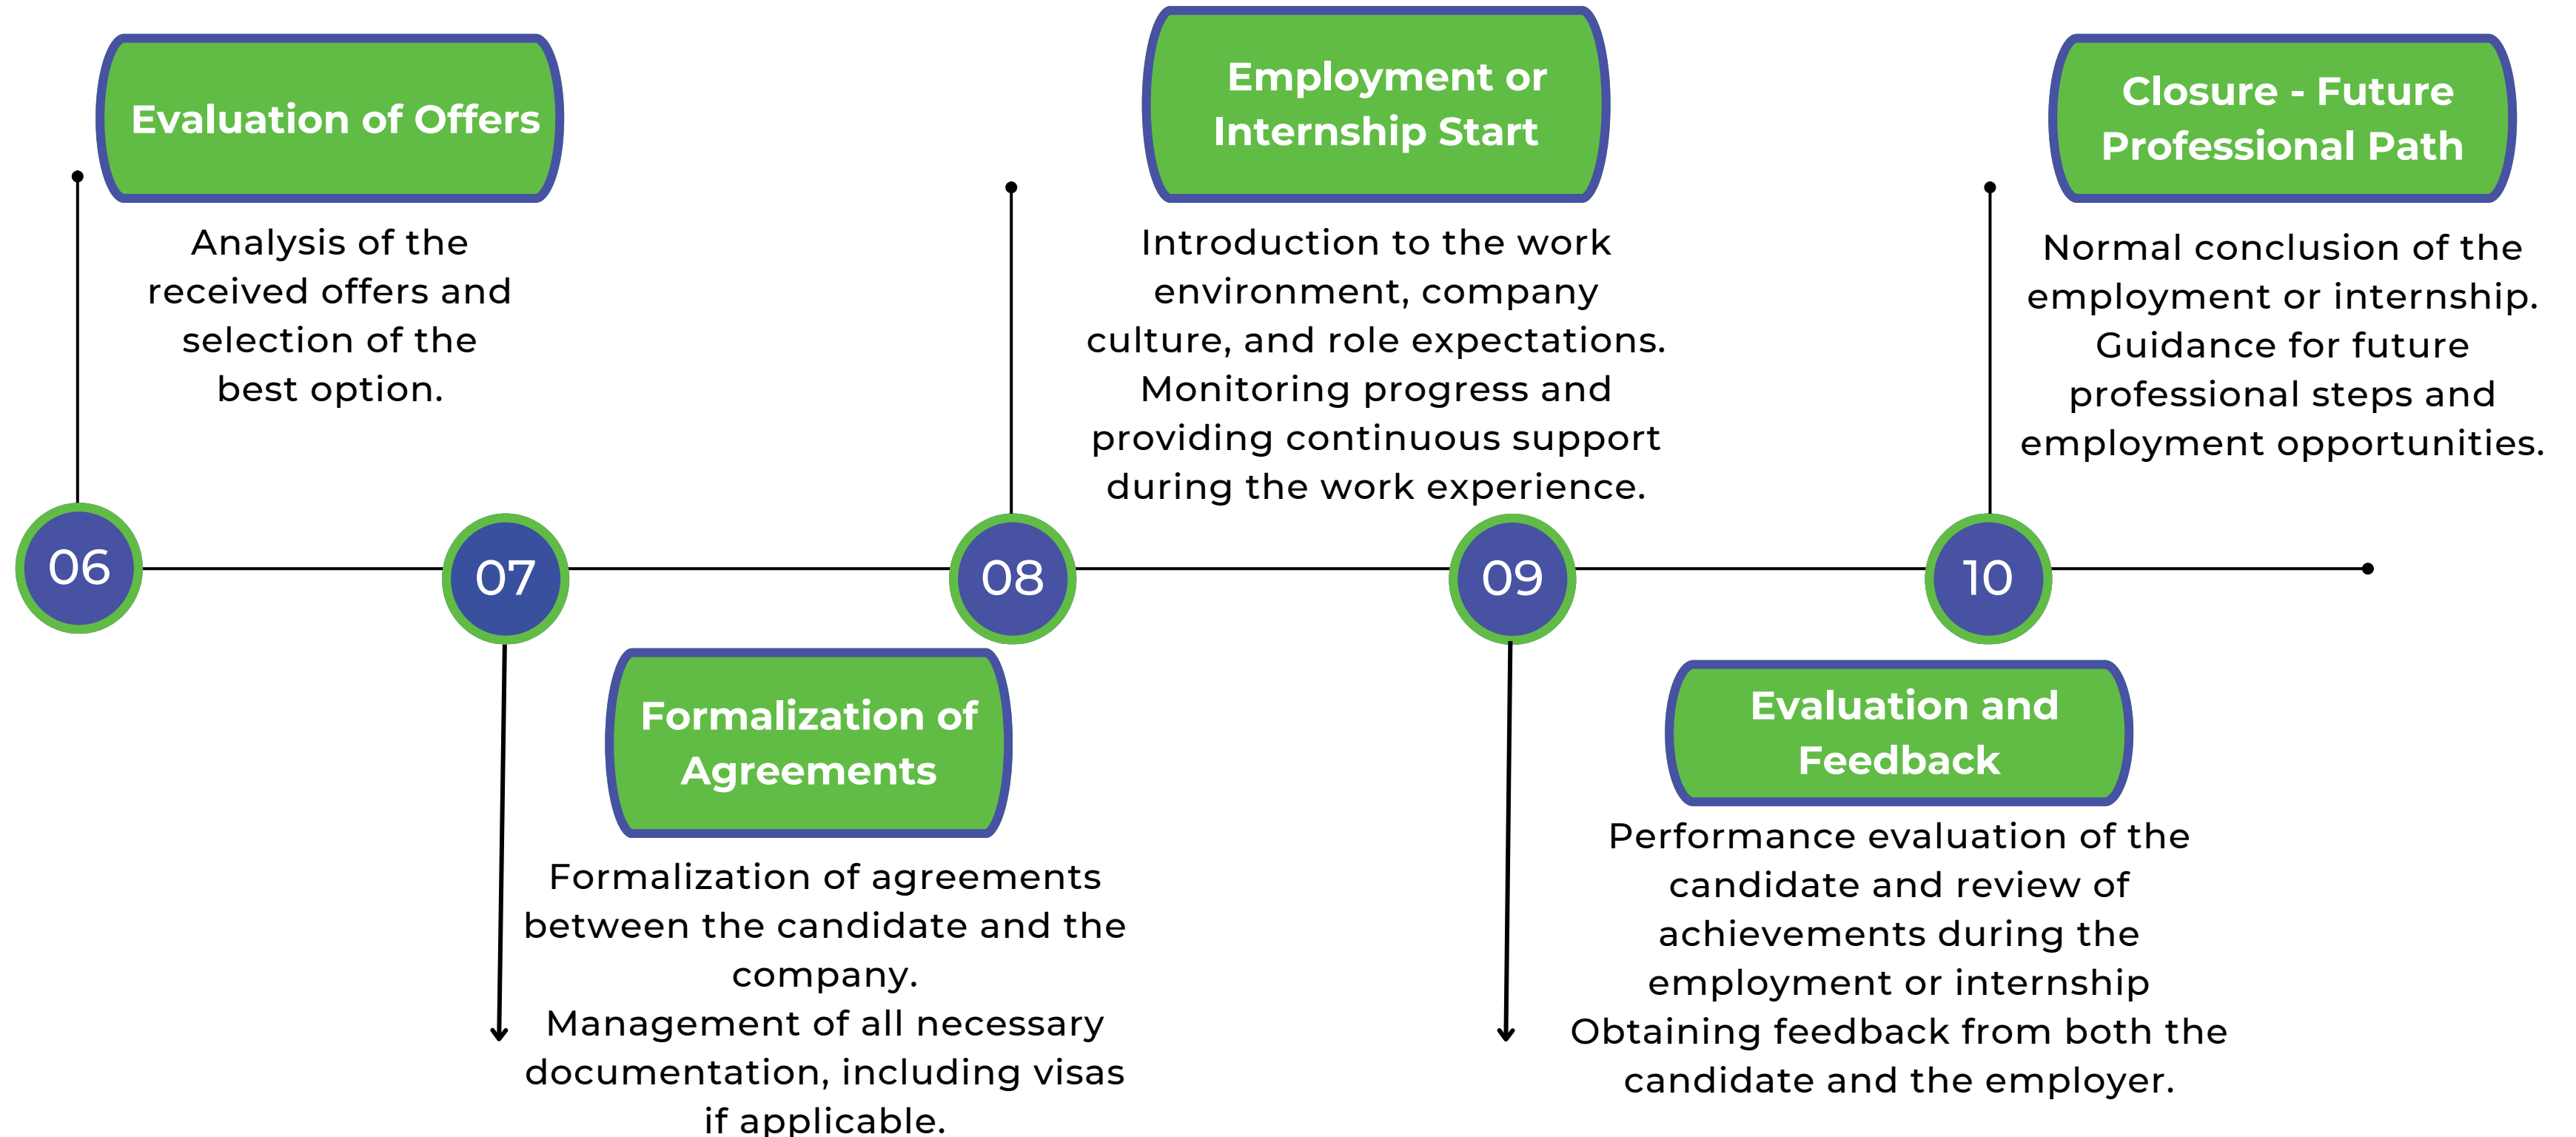 06
Evaluation of Offers
Analysis of the
received offers and
selection of the
best option.
07
Formalization of
Agreements
Formalization of agreements
between the candidate and the
company.
Management of all necessary
documentation, including visas
if applicable.
08
Employment or
Internship Start
Introduction to the work
environment, company
culture, and role expectations.
Monitoring progress and
providing continuous support
during the work experience.
09
Evaluation and
Feedback
Performance evaluation of the
candidate and review of
achievements during the
employment or internship
Obtaining feedback from both the
candidate and the employer.
10
Closure - Future
Professional Path
Normal conclusion of the
employment or internship.
Guidance for future
professional steps and
employment opportunities.